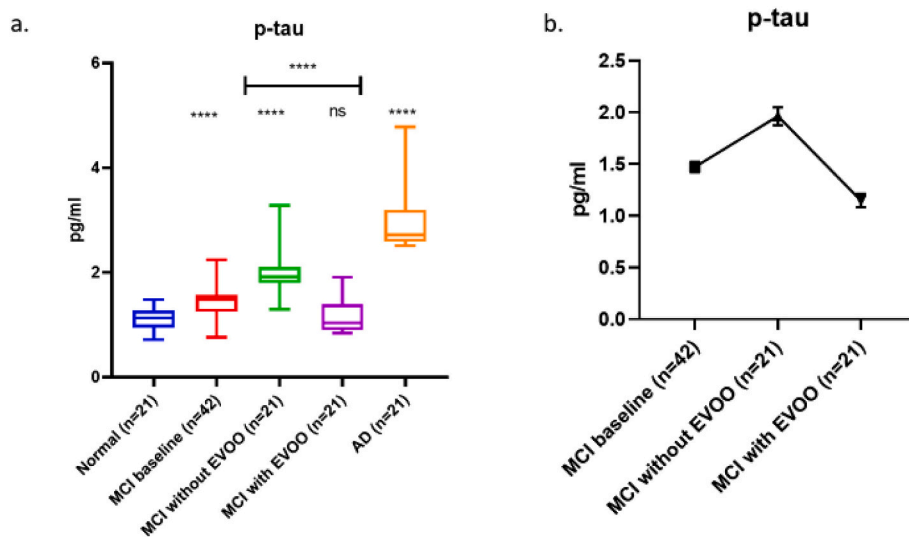 a.
p-tau
6
4
2
0
pg/ml
****
****
****
ns
****
Normal (n=21)
MCI baseline (n=42)
MCI without EVOO (n=21)
MCI with EVOO (n=21)
AD (n=21)
b.
p-tau
2.5
2.0
1.5
1.0
0.5
0.0
pg/ml
MCI baseline (n=42)
MCI without EVOO (n=21)
MCI with EVOO (n=21)